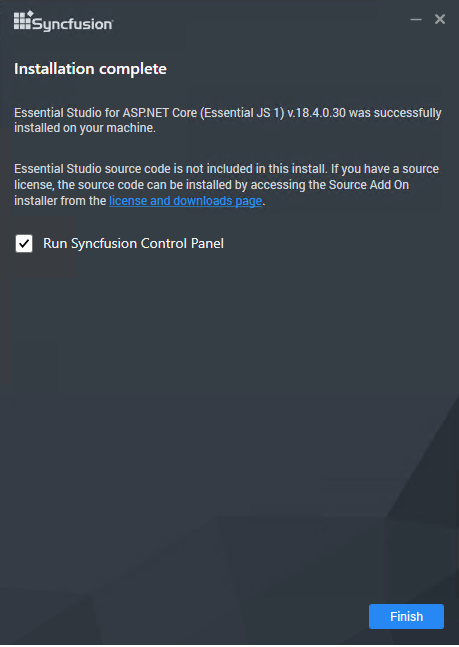 Syncfusion
Installation complete
Essential Studio for ASP.NET Core (Essential JS 1) v.18.4.0.30 was successfully
installed on your machine.
Essential Studio source code is not included in this install. If you have a source
license, the source code can be installed by accessing the Source Add On
installer from the license and downloads page.
Run Syncfusion Control Panel
Finish